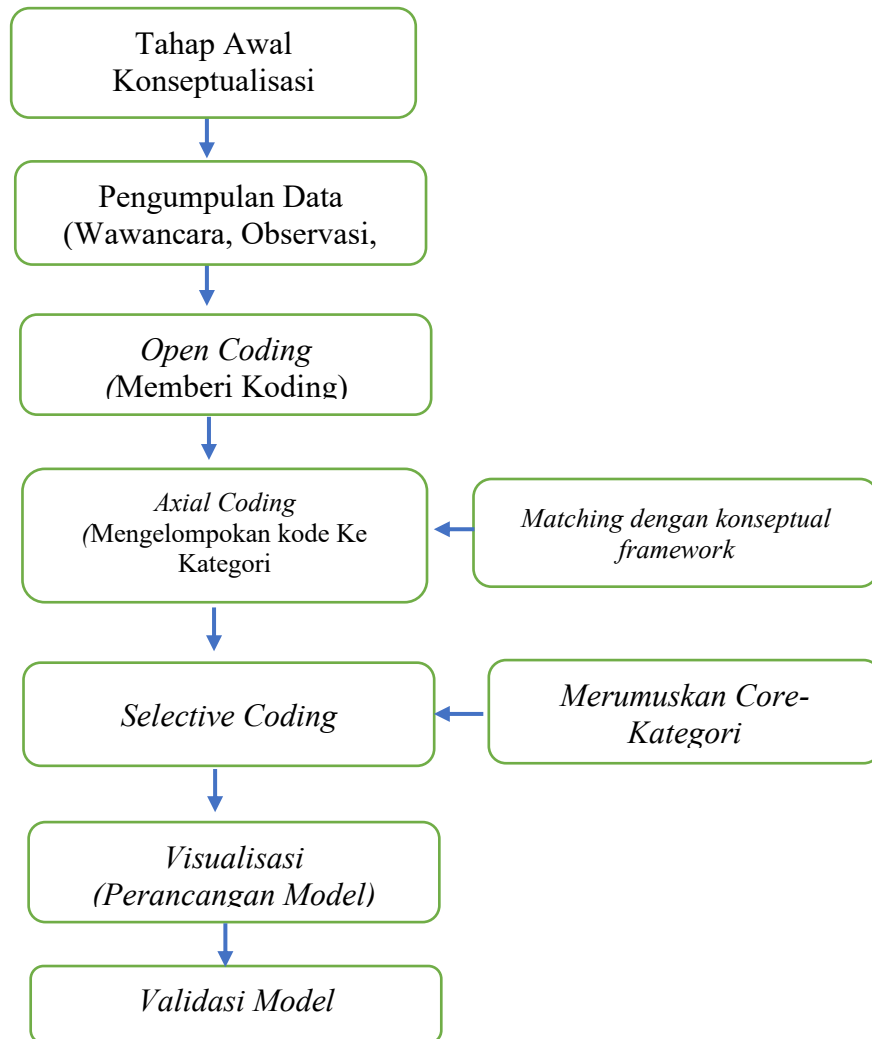 Tahap Awal
Konseptualisasi
Pengumpulan Data
(Wawancara, Observasi,
Open Coding
(Memberi Koding)
Axial Coding
(Mengelompokan kode Ke
Kategori
Matching dengan konseptual
framework
Selective Coding
Merumuskan Core-
Kategori
Visualisasi
(Perancangan Model)
Validasi Model